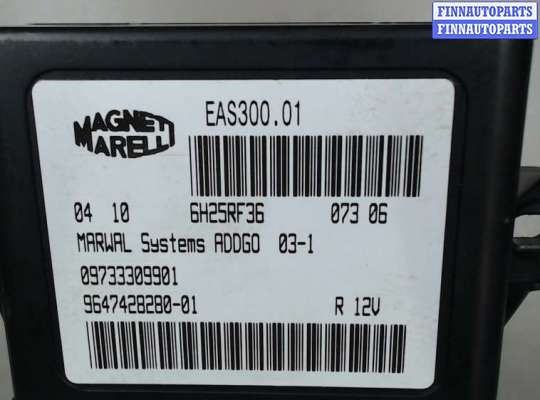 FINNAUTOPARTS
FINNAUTOPARTS
MAGNETI MARELLI
EAS300.01
04 10 6H25RF36 073 06
MARWAL Systems ADDGO 03-1
09733309901
9647428280-01 R 12V